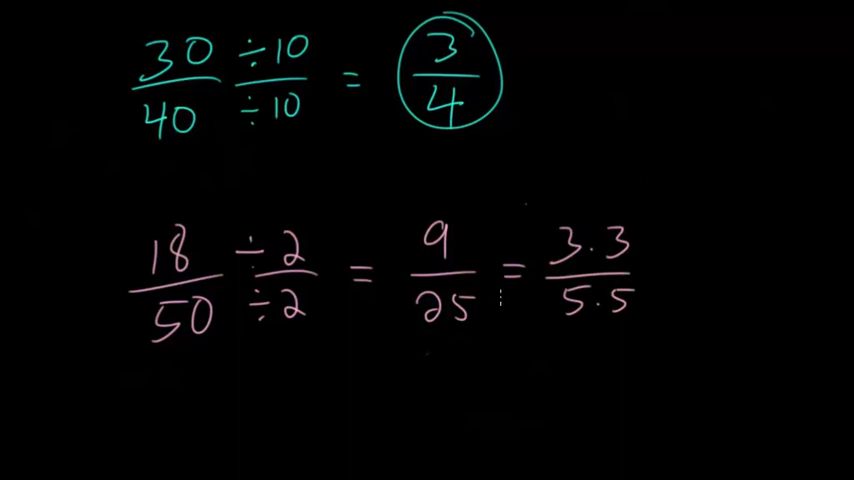 30/40 ÷10/÷10 = 3/4
18/50 ÷2/÷2 = 9/25 = 3·3/5·5